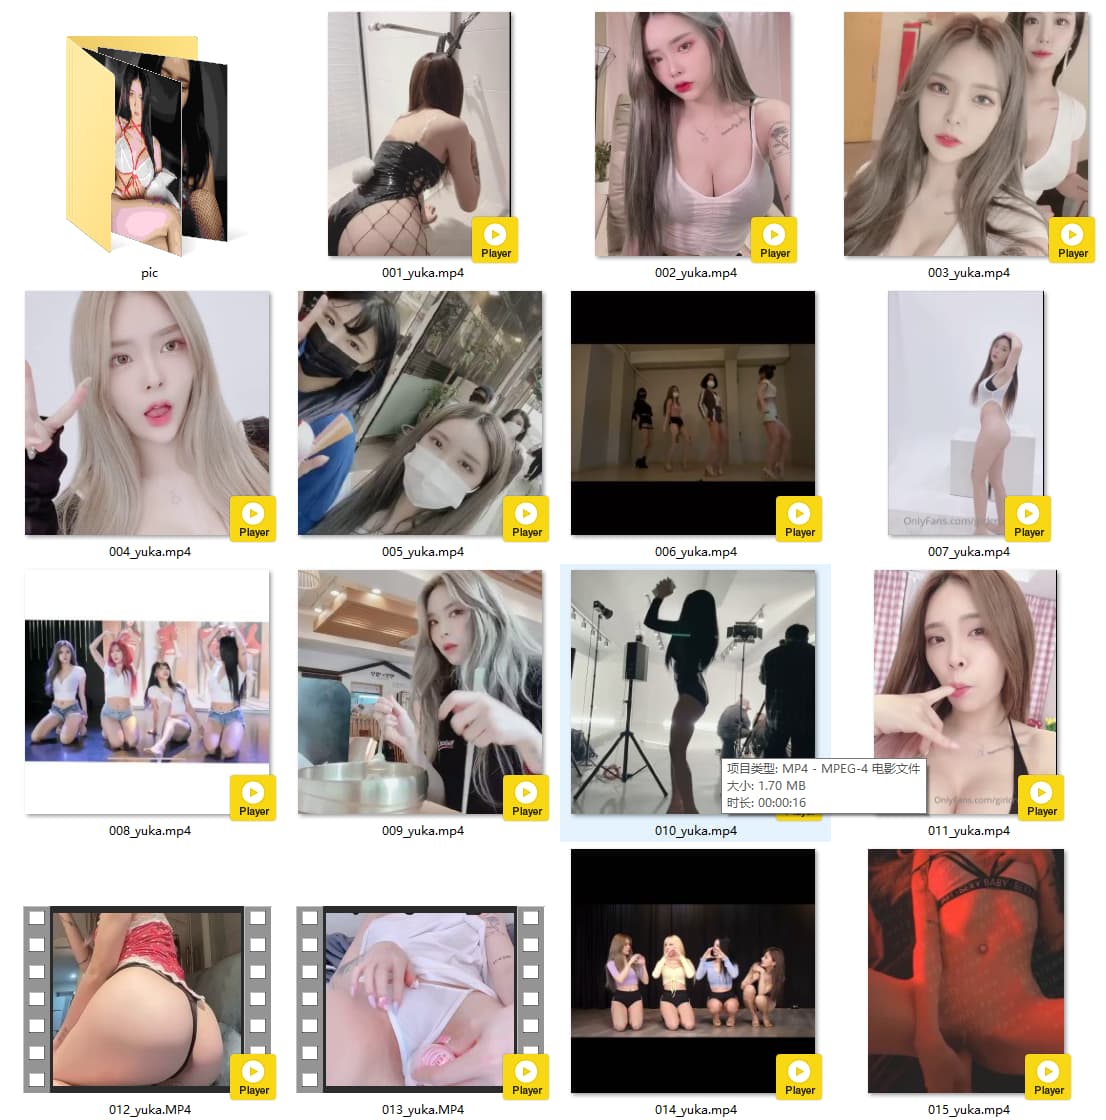 Player
Player
Player
pic
001_yuka.mp4
002_yuka.mp4
003_yuka.mp4
OnlyFans.com/
Player
Player
Player
Player
004_yuka.mp4
005_yuka.mp4
006_yuka.mp4
007_yuka.mp4
项目类型: MP4 - MPEG-4 电影文件
大小: 1.70 MB
时长: 00:00:16
OnlyFans.com/
Player
Player
Player
008_yuka.mp4
009_yuka.mp4
010_yuka.mp4
011_yuka.mp4
BABY
Player
Player
Player
Player
012_yuka.MP4
013_yuka.MP4
014_yuka.mp4
015_yuka.mp4